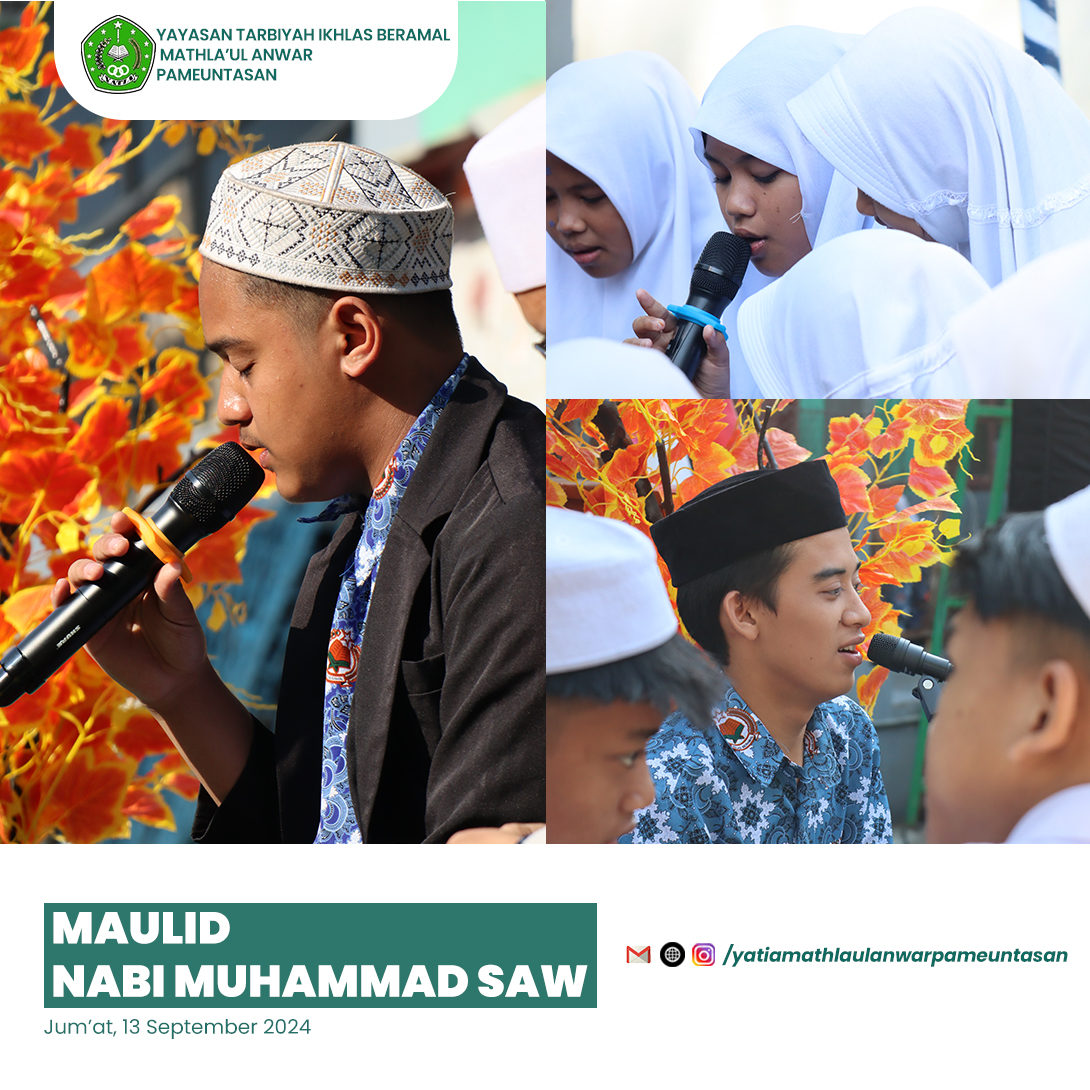 YAYASAN TARBIYAH IKHLAS BERAMAL
MATHLA'UL ANWAR
PAMEUNTASAN
MAULID
NABI MUHAMMAD SAW
Jum'at, 13 September 2024
/yatiamathlaulanwarpameuntasan